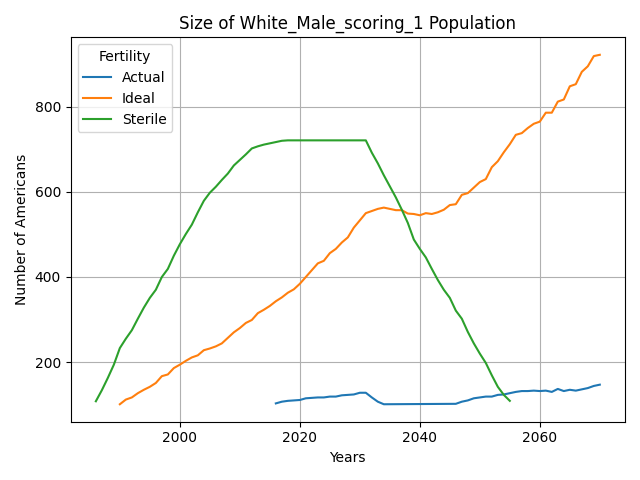 Size of White_Male_scoring_1 Population
Fertility
Actual
Ideal
Sterile
Number of Americans
800
600
400
200
2000
2020
2040
2060
Years